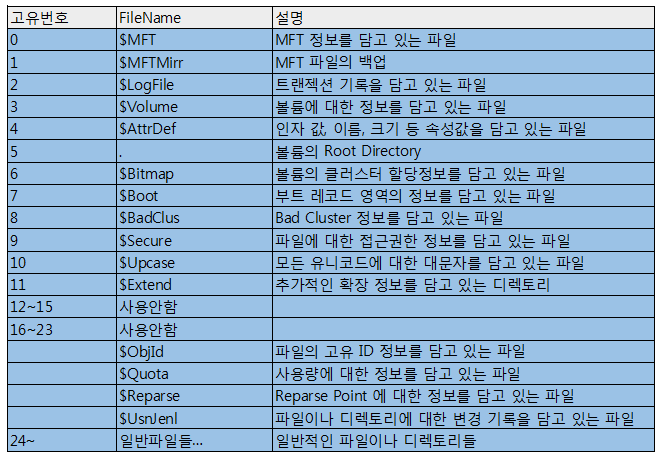 고유번호 FileName 설명
0 $MFT MFT 정보를 담고 있는 파일
1 $MFTMirr MFT 파일의 백업
2 $LogFile 트랜젝션 기록을 담고 있는 파일
3 $Volume 볼륨에 대한 정보를 담고 있는 파일
4 $AttrDef 인자 값, 이름, 크기 등 속성값을 담고 있는 파일
5 . 볼륨의 Root Directory
6 $Bitmap 볼륨의 클러스터 할당정보를 담고 있는 파일
7 $Boot 부트 레코드 영역의 정보를 담고 있는 파일
8 $BadClus Bad Cluster 정보를 담고 있는 파일
9 $Secure 파일에 대한 접근권한 정보를 담고 있는 파일
10 $Upcase 모든 유니코드에 대한 대문자를 담고 있는 파일
11 $Extend 추가적인 확장 정보를 담고 있는 디렉토리
12~15 사용안함
16~23 사용안함
$ObjId 파일의 고유 ID 정보를 담고 있는 파일
$Quota 사용량에 대한 정보를 담고 있는 파일
$Reparse Reparse Point 에 대한 정보를 담고 있는 파일
$UsnJenl 파일이나 디렉토리에 대한 변경 기록을 담고 있는 파일
24~ 일반파일들... 일반적인 파일이나 디렉토리들